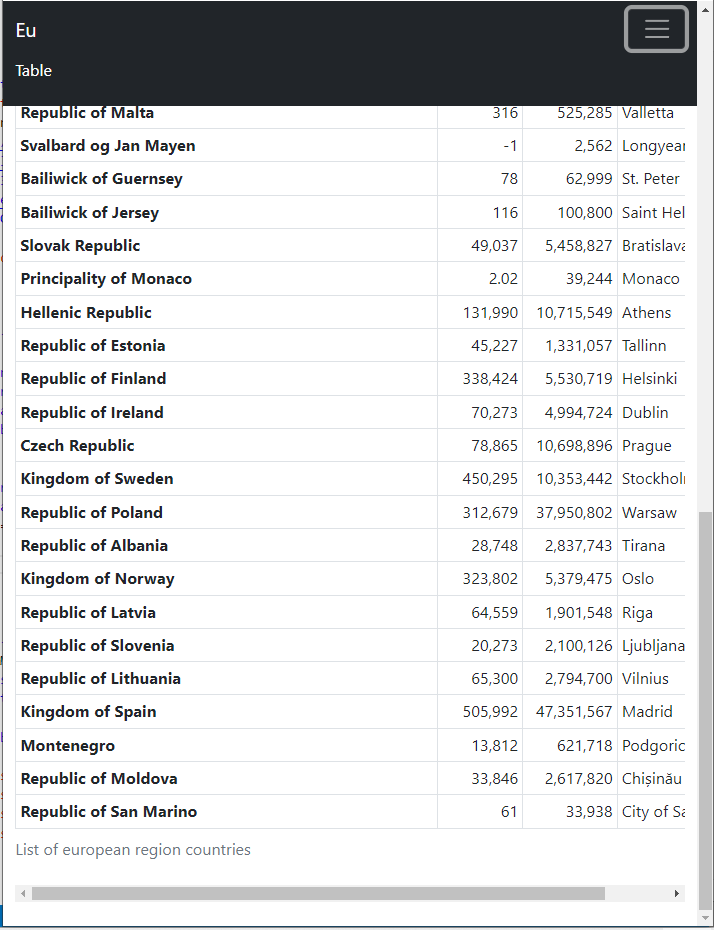 Eu
Table
Republic of Malta 316 525,285 Valletta
Svalbard og Jan Mayen -1 2,562 Longyear
Bailiwick of Guernsey 78 62,999 St. Peter
Bailiwick of Jersey 116 100,800 Saint Hel
Slovak Republic 49,037 5,458,827 Bratislava
Principality of Monaco 2.02 39,244 Monaco
Hellenic Republic 131,990 10,715,549 Athens
Republic of Estonia 45,227 1,331,057 Tallinn
Republic of Finland 338,424 5,530,719 Helsinki
Republic of Ireland 70,273 4,994,724 Dublin
Czech Republic 78,865 10,698,896 Prague
Kingdom of Sweden 450,295 10,353,442 Stockholm
Republic of Poland 312,679 37,950,802 Warsaw
Republic of Albania 28,748 2,837,743 Tirana
Kingdom of Norway 323,802 5,379,475 Oslo
Republic of Latvia 64,559 1,901,548 Riga
Republic of Slovenia 20,273 2,100,126 Ljubljana
Republic of Lithuania 65,300 2,794,700 Vilnius
Kingdom of Spain 505,992 47,351,567 Madrid
Montenegro 13,812 621,718 Podgoric
Republic of Moldova 33,846 2,617,820 Chișinău
Republic of San Marino 61 33,938 City of Sa
List of european region countries